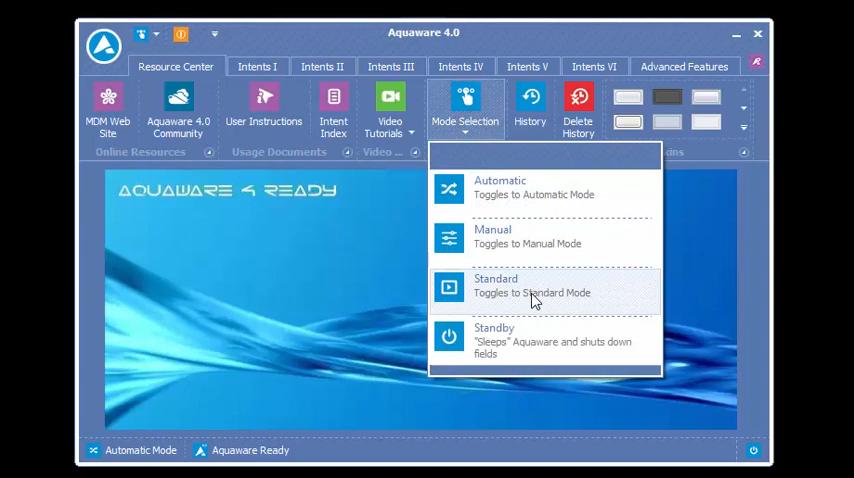 Aquaware 4.0
Resource Center
Intents I
Intents II
Intents III
Intents IV
Intents V
Intents VI
Advanced Features
MDM Web Site
Aquaware 4.0 Community
User Instructions
Intent Index
Video Tutorials
Mode Selection
History
Delete History
Online Resources
Usage Documents
Video ...
AQUAWARE 4 READY
Automatic
Toggles to Automatic Mode
Manual
Toggles to Manual Mode
Standard
Toggles to Standard Mode
Standby
"Sleeps" Aquaware and shuts down
fields
Automatic Mode
Aquaware Ready